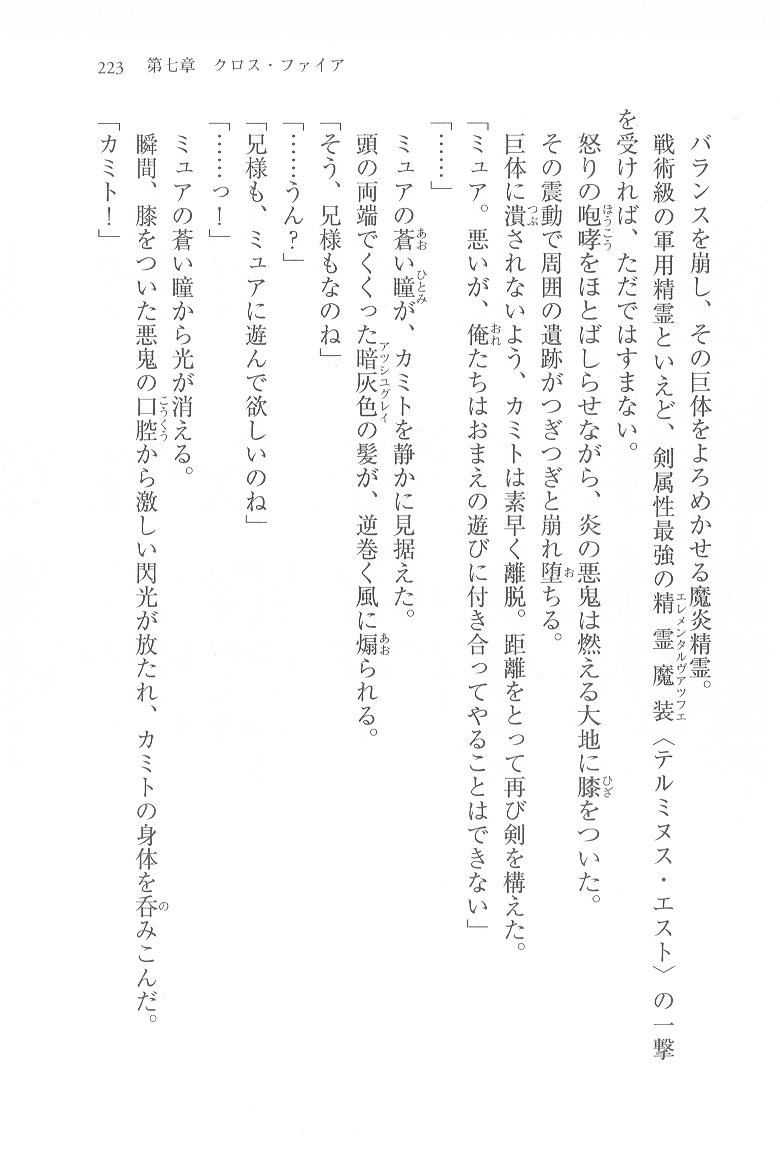 223　第七章　クロス・ファイア
バランスを崩し、その巨体をよろめかせる魔炎精霊。
戦術級の軍用精霊といえど、剣属性最強の精霊魔装〈テルミヌス・エスト〉の一撃
を受ければ、ただではすまない。
怒りの咆哮をほとばしらせながら、炎の悪鬼は燃える大地に膝をついた。
その震動で周囲の遺跡がつぎつぎと崩れ堕ちる。
巨体に潰されないよう、カミトは素早く離脱。距離をとって再び剣を構えた。
「ミュア。悪いが、俺たちはおまえの遊びに付き合ってやることはできない」
「……」
ミュアの蒼い瞳が、カミトを静かに見据えた。
頭の両端でくくった暗灰色の髪が、逆巻く風に煽られる。
「そう、兄様もなのね」
「……うん？」
「兄様も、ミュアに遊んで欲しいのね」
「……っ！」
ミュアの蒼い瞳から光が消える。
瞬間、膝をついた悪鬼の口腔から激しい閃光が放たれ、カミトの身体を呑みこんだ。
「カミト！」